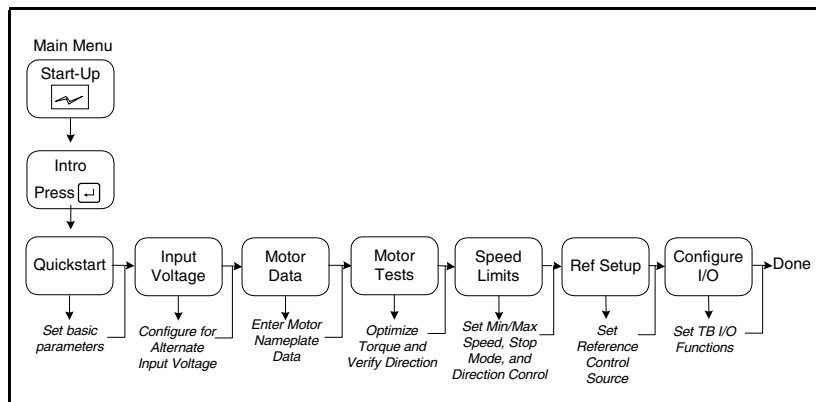 Main Menu
Start-Up
Intro
Press
Quickstart
Input
Voltage
Motor
Data
Motor
Tests
Speed
Limits
Ref Setup
Configure
I/O
Done
Set basic
parameters
Configure for
Alternate
Input Voltage
Enter Motor
Nameplate
Data
Optimize
Torque and
Verify Direction
Set Min/Max
Speed, Stop
Mode, and
Direction Conrol
Set
Reference
Control
Source
Set TB I/O
Functions